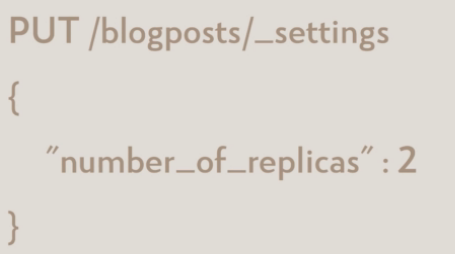 PUT /blogposts/_settings
{
"number_of_replicas" : 2
}